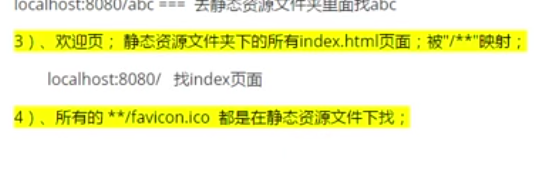 localhost:8080/abc === 去静态资源文件夹里面找abc
3）、欢迎页； 静态资源文件夹下的所有index.html页面；被"/**"映射；
localhost:8080/ 找index页面
4）、所有的 **/favicon.ico 都是在静态资源文件下找；